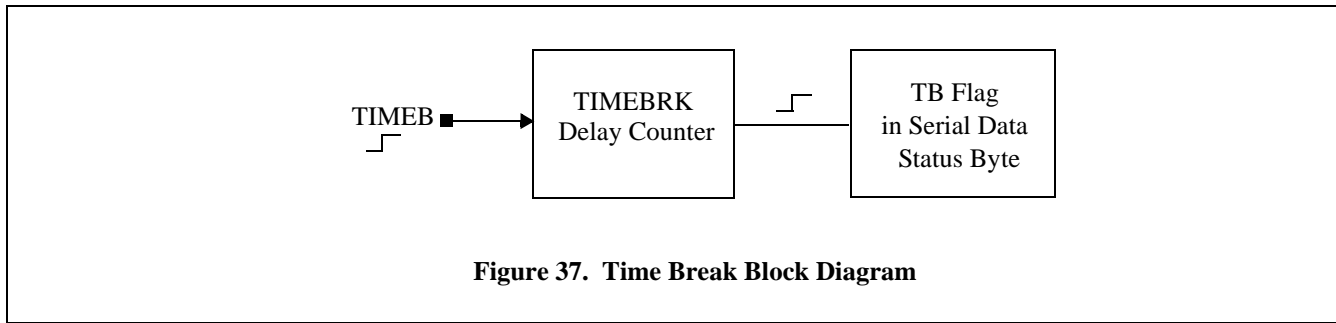 TIMEB
TIMEBRK
Delay Counter
TB Flag
in Serial Data
Status Byte
Figure 37. Time Break Block Diagram